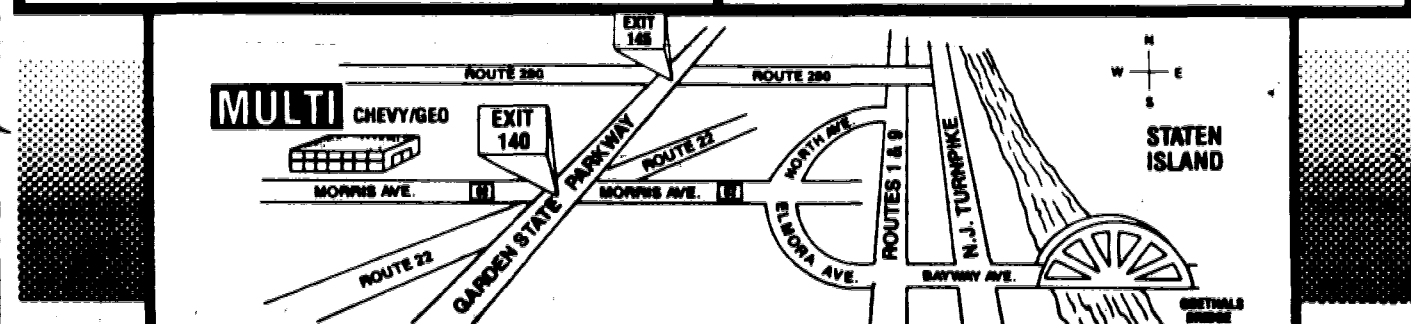 EXIT
145
N
ROUTE 280
ROUTE 280
W E
S
MULTI CHEVY/GEO
EXIT
140
GARDEN STATE PARKWAY
ROUTE 22
NORTH AVE.
ROUTES 1 & 9
N.J. TURNPIKE
STATEN
ISLAND
MORRIS AVE.
MORRIS AVE.
ELMORA AVE.
ROUTE 22
BAYWAY AVE.
GOETHALS
BRIDGE